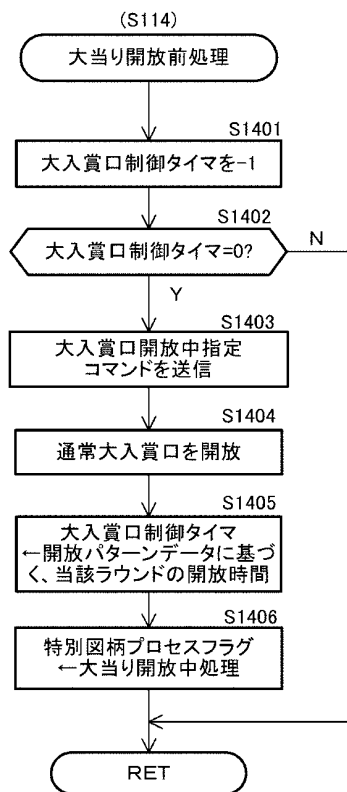 (S114)
大当り開放前処理
S1401
大入賞口制御タイマを-1
S1402
大入賞口制御タイマ=0?
N
Y
S1403
大入賞口開放中指定
コマンドを送信
S1404
通常大入賞口を開放
S1405
大入賞口制御タイマ
←開放パターンデータに基づ
く、当該ラウンドの開放時間
S1406
特別図柄プロセスフラグ
←大当り開放中処理
RET